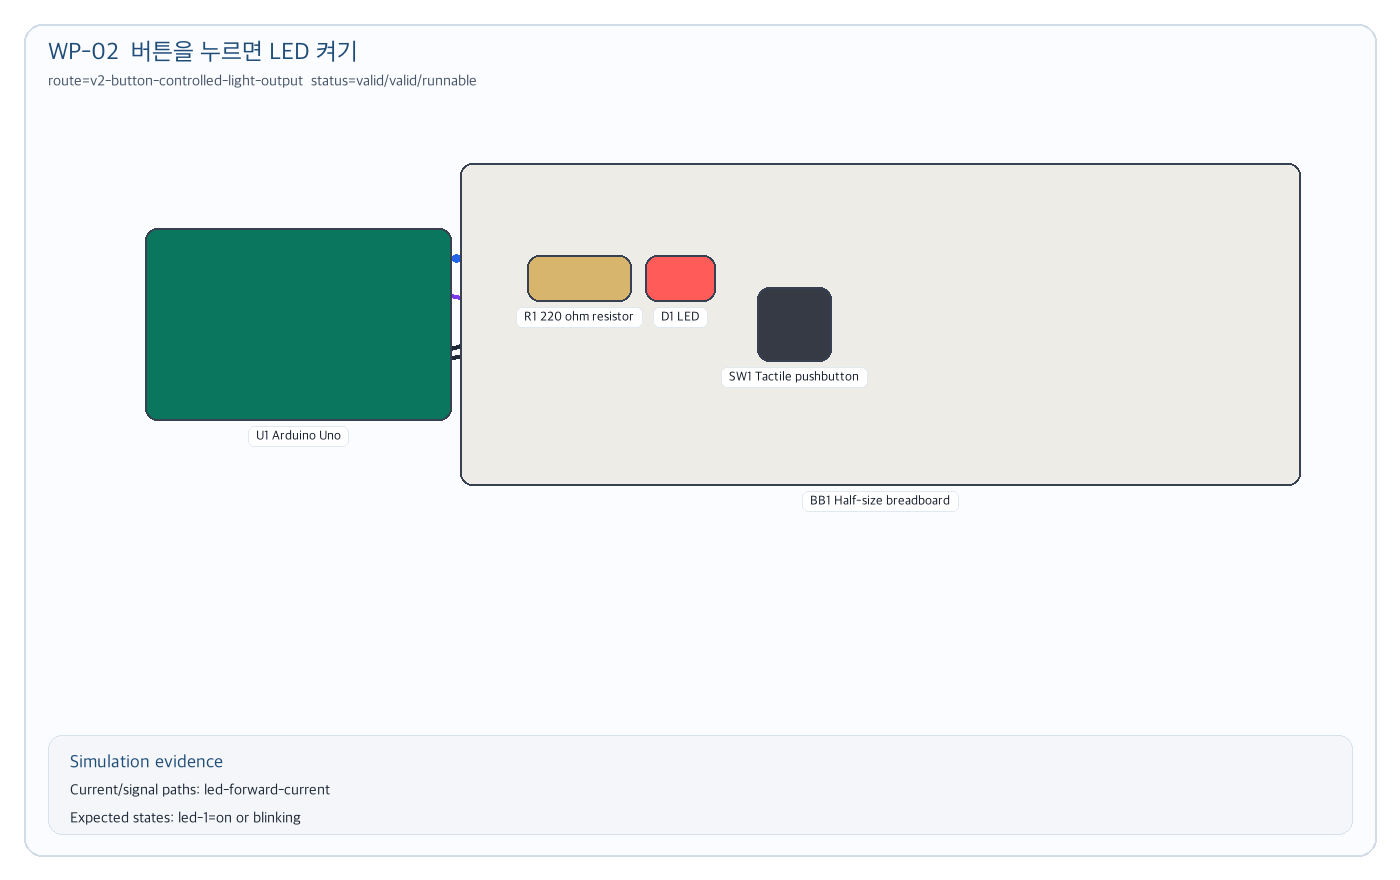 WP-02 버튼을 누르면 LED 켜기
route=v2-button-controlled-light-output status=valid/valid/runnable
R1 220 ohm resistor
D1 LED
SW1 Tactile pushbutton
U1 Arduino Uno
BB1 Half-size breadboard
Simulation evidence
Current/signal paths: led-forward-current
Expected states: led-1=on or blinking